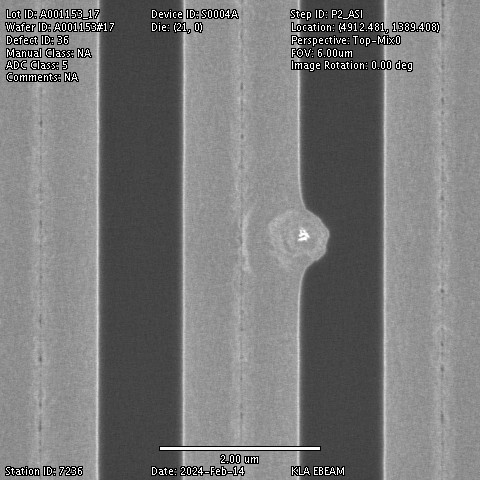 Lot ID: A001153_17 Device ID: S0004A Step ID: P2_ASI
Wafer ID: A001153#17 Die: (21, 0) Location: (4912.481, 1389.408)
Defect ID: 36 Perspective: Top-Mix0
Manual Class: NA FOV: 6.00um
ADC Class: 5 Image Rotation: 0.00 deg
Comments: NA
2.00 um
Station ID: 7236 Date: 2024-Feb-14 KLA EBEAM